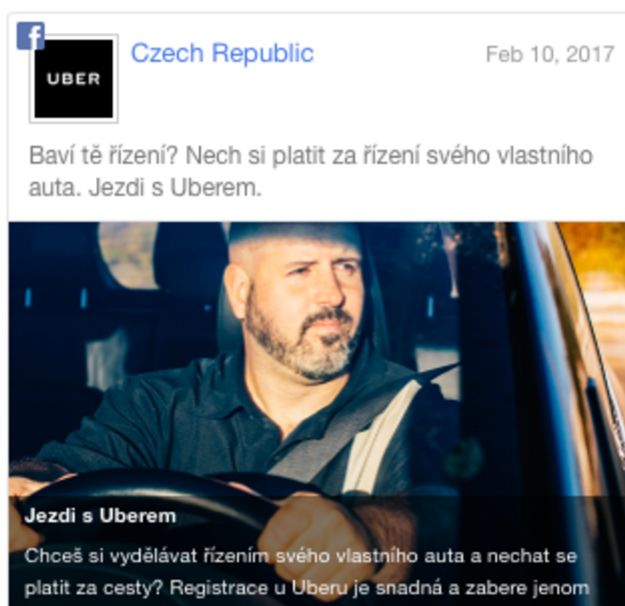 f
UBER
Czech Republic
Feb 10, 2017
Baví tě řízení? Nech si platit za řízení svého vlastního
auta. Jezdi s Uberem.
Jezdi s Uberem
Chceš si vydělávat řízením svého vlastního auta a nechat se
platit za cesty? Registrace u Uberu je snadná a zabere jenom